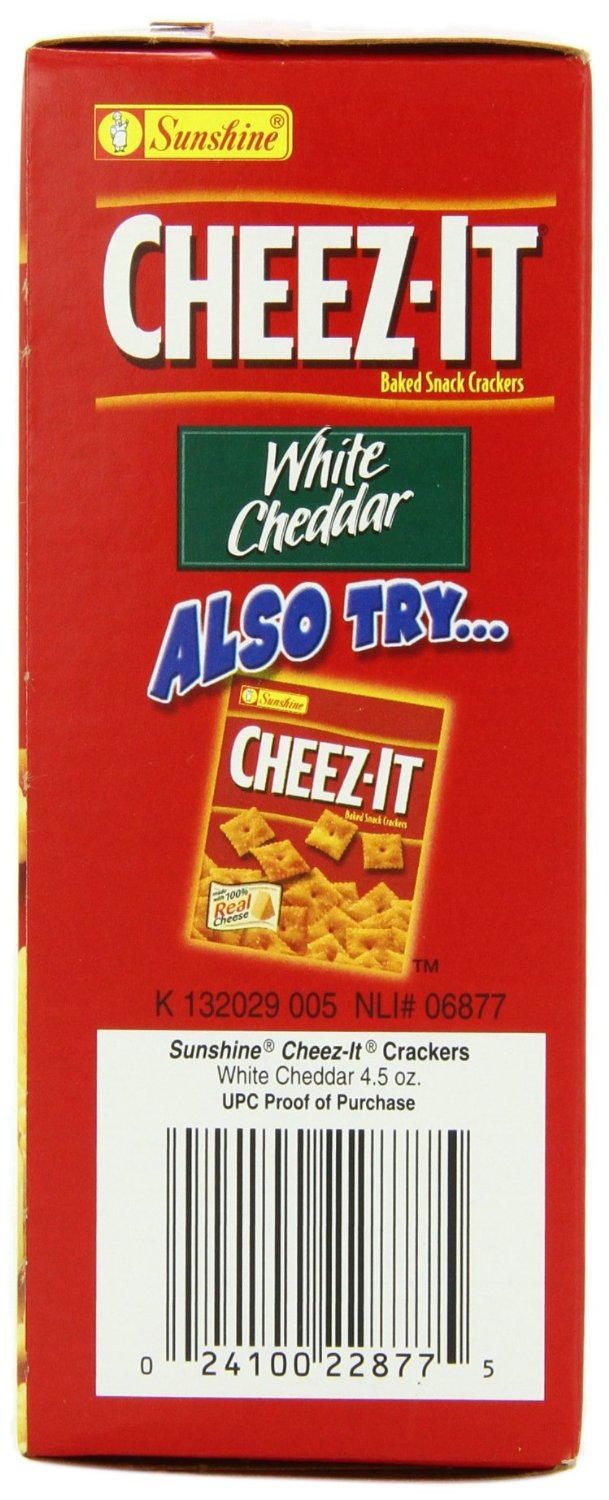 Sunshine®
CHEEZ-IT®
Baked Snack Crackers
White
Cheddar
ALSO TRY...
Sunshine
CHEEZ-IT
Baked Snack Crackers
made
with 100%
Real
Cheese
TM
K 132029 005 NLI# 06877
Sunshine® Cheez-It® Crackers
White Cheddar 4.5 oz.
UPC Proof of Purchase
0 24100 22877 5